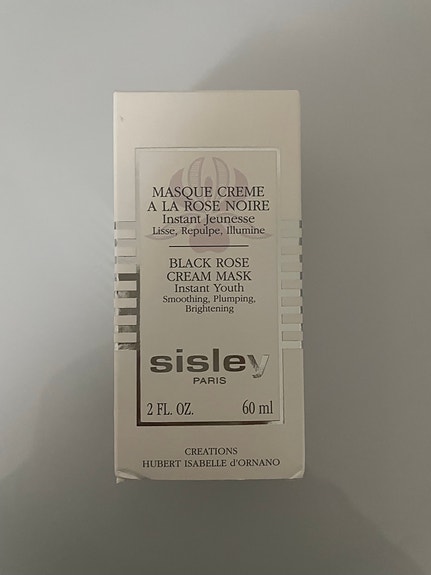 MASQUE CREME
A LA ROSE NOIRE
Instant Jeunesse
Lisse, Repulpe, Illumine
BLACK ROSE
CREAM MASK
Instant Youth
Smoothing, Plumping,
Brightening
sisley
PARIS
2 FL. OZ. 60 ml
CREATIONS
HUBERT ISABELLE d'ORNANO